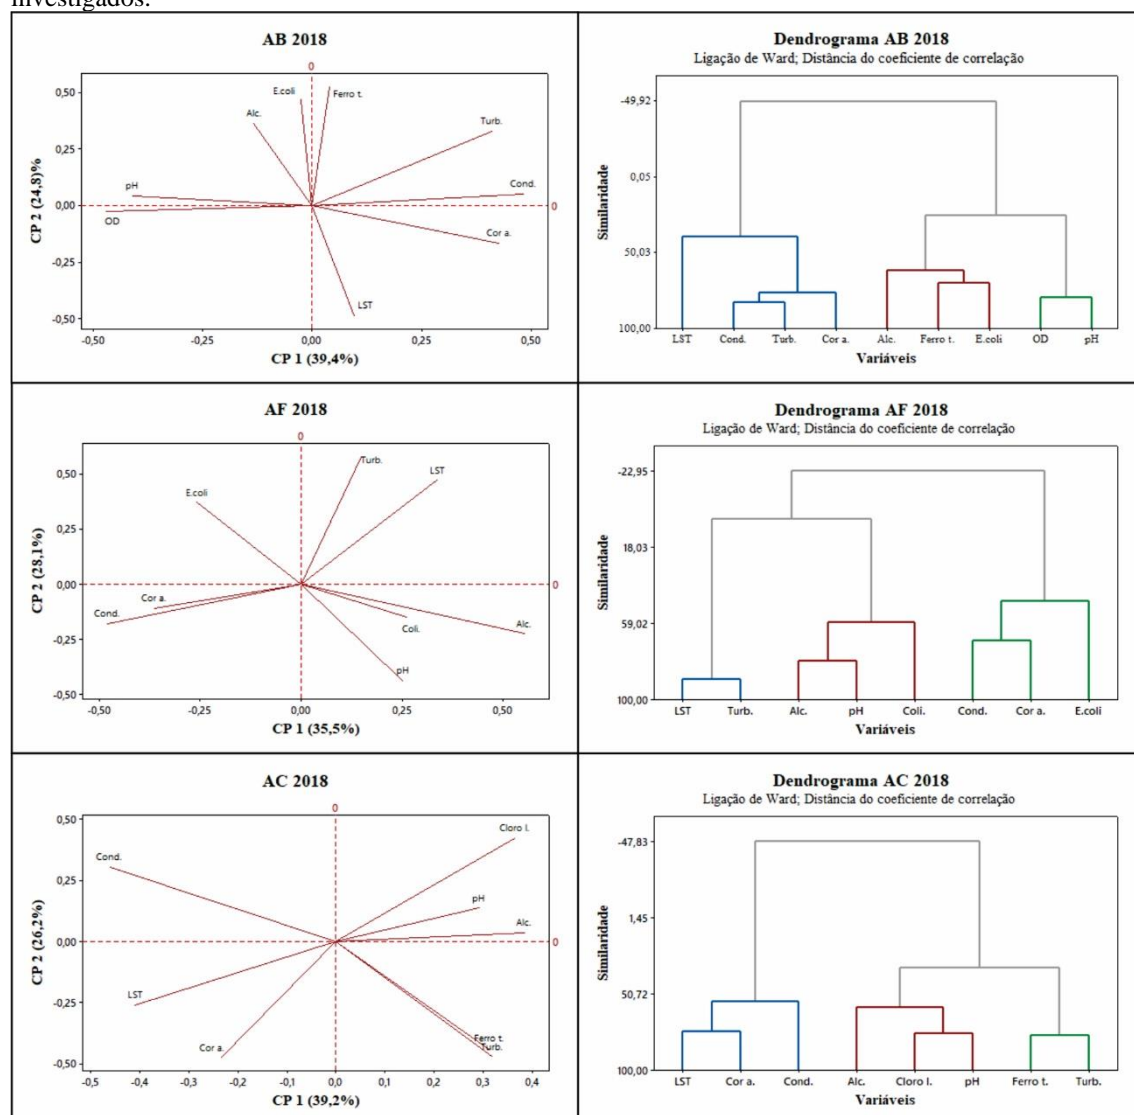 investigados.
AB 2018
0
0,50
0,25
0,00
-0,25
-0,50
CP 2 (24,8)%
E.coli
Ferro t.
Alc.
Turb.
pH
Cond.
OD
0
Cor a.
LST
-0,50
-0,25
0,00
0,25
0,50
CP 1 (39,4%)
Dendrograma AB 2018
Ligação de Ward; Distância do coeficiente de correlação
-49,92
0,05
50,03
100,00
Similaridade
LST
Cond.
Turb.
Cor a.
Alc.
Ferro t.
E.coli
OD
pH
Variáveis
AF 2018
0
0,50
0,25
0,00
-0,25
-0,50
CP 2 (28,1%)
Turb.
LST
E.coli
0
Cor a.
Cond.
Coli.
Alc.
pH
-0,50
-0,25
0,00
0,25
0,50
CP 1 (35,5%)
Dendrograma AF 2018
Ligação de Ward; Distância do coeficiente de correlação
-22,95
18,03
59,02
100,00
Similaridade
LST
Turb.
Alc.
pH
Coli.
Cond.
Cor a.
E.coli
Variáveis
AC 2018
0
0,50
0,25
0,00
-0,25
-0,50
CP 2 (26,2%)
Cloro l.
Cond.
pH
Alc.
0
LST
Cor a.
Ferro t.
Turb.
-0,5
-0,4
-0,3
-0,2
-0,1
0,0
0,1
0,2
0,3
0,4
CP 1 (39,2%)
Dendrograma AC 2018
Ligação de Ward; Distância do coeficiente de correlação
-47,83
1,45
50,72
100,00
Similaridade
LST
Cor a.
Cond.
Alc.
Cloro l.
pH
Ferro t.
Turb.
Variáveis